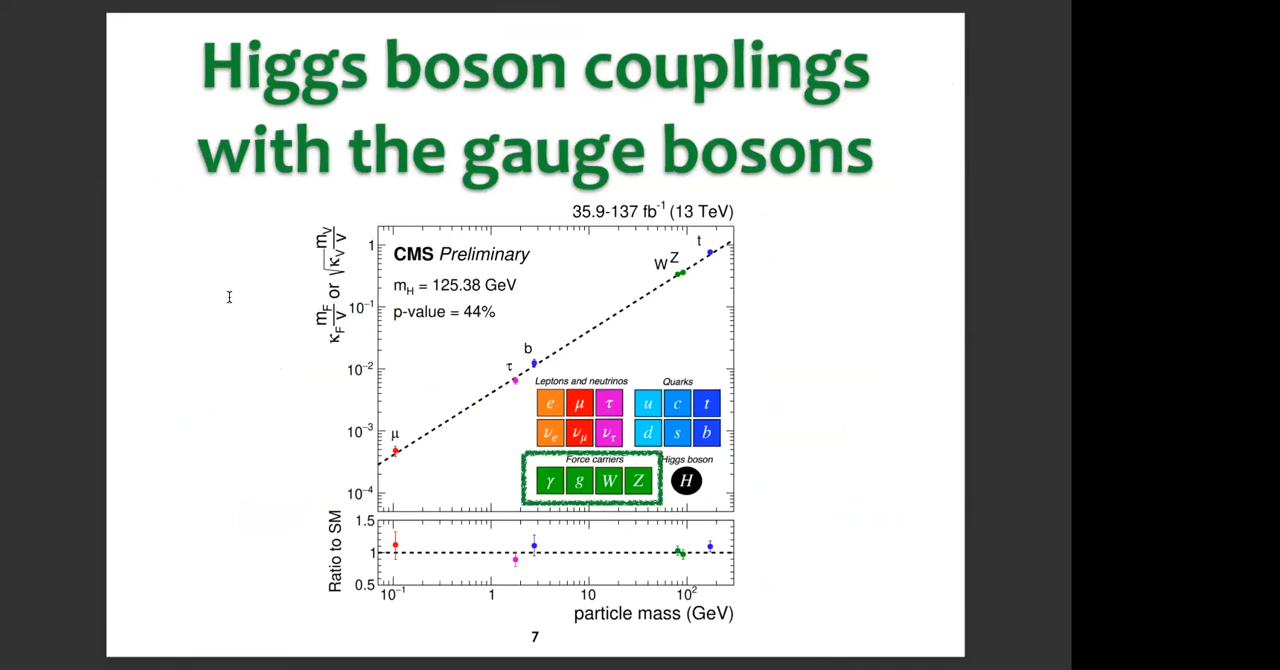 Higgs boson couplings
with the gauge bosons
35.9-137 fb⁻¹ (13 TeV)
κ_F m_F/v or √κ_V m_V/v
CMS Preliminary
m_H = 125.38 GeV
p-value = 44%
1
10⁻¹
10⁻²
10⁻³
10⁻⁴
μ
τ
b
W Z
t
Leptons and neutrinos
Quarks
e μ τ
u c t
νe νμ ντ
d s b
Force carriers
Higgs boson
γ g W Z
H
Ratio to SM
1.5
1
0.5
10⁻¹ 1 10 10²
particle mass (GeV)
7